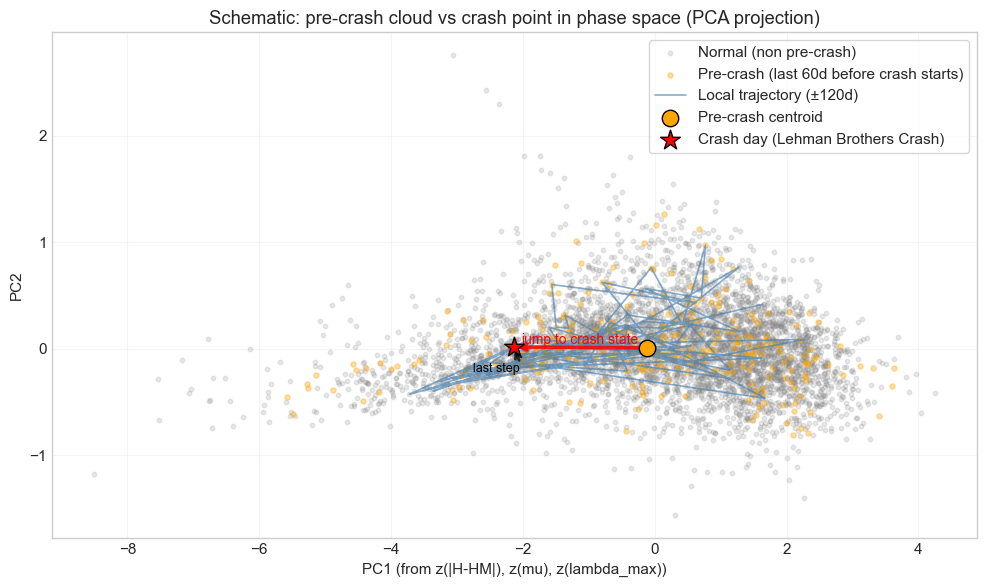 Schematic: pre-crash cloud vs crash point in phase space (PCA projection)
Normal (non pre-crash)
Pre-crash (last 60d before crash starts)
Local trajectory (±120d)
Pre-crash centroid
Crash day (Lehman Brothers Crash)
2
1
0
−1
PC2
jump to crash state
last step
−8
−6
−4
−2
0
2
4
PC1 (from z(|H-HM|), z(mu), z(lambda_max))